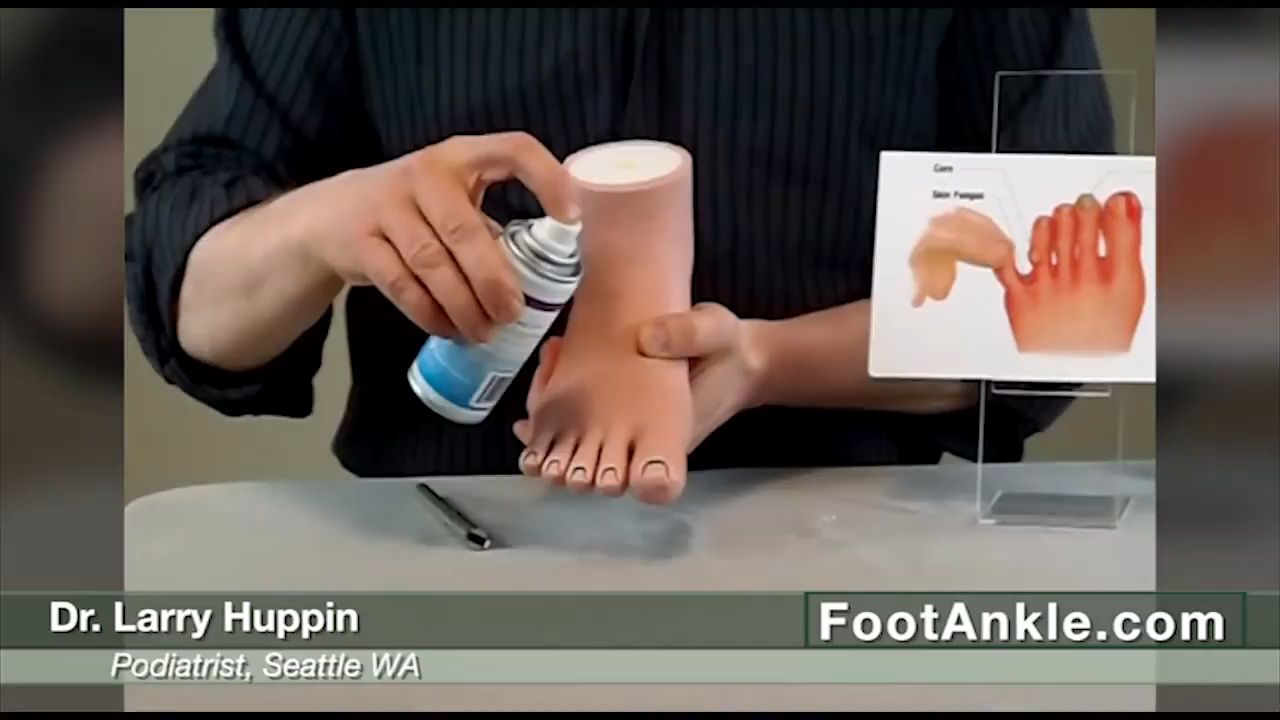 Corn
Skin Fungus
Dr. Larry Huppin
FootAnkle.com
Podiatrist, Seattle WA